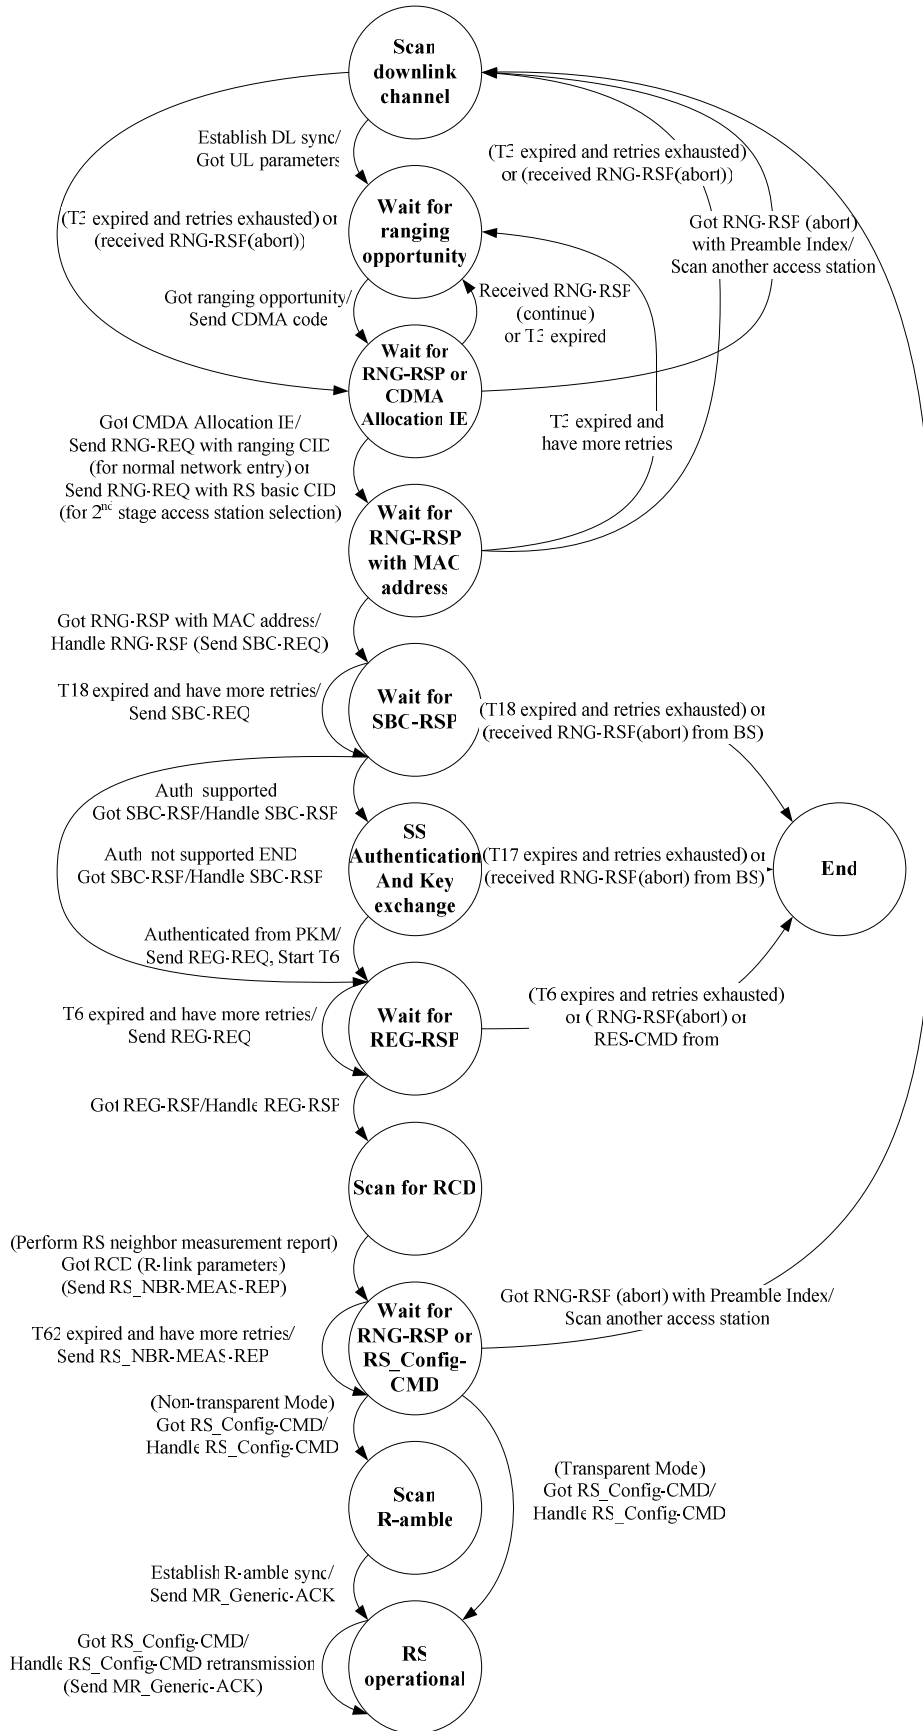 Scan
downlink
channel
Establish DL sync/
Got UL parameters
(T3 expired and retries exhausted)
or (received RNG-RSP(abort))
(T3 expired and retries exhausted) or
(received RNG-RSP(abort))
Wait for
ranging
opportunity
Got RNG-RSP (abort)
with Preamble Index/
Scan another access station
Got ranging opportunity/
Send CDMA code
Received RNG-RSP
(continue)
or T3 expired
Wait for
RNG-RSP or
CDMA
Allocation IE
T3 expired and
have more retries
Got CMDA Allocation IE/
Send RNG-REQ with ranging CID
(for normal network entry) or
Send RNG-REQ with RS basic CID
(for 2nd stage access station selection)
Wait for
RNG-RSP
with MAC
address
Got RNG-RSP with MAC address/
Handle RNG-RSP (Send SBC-REQ)
T18 expired and have more retries/
Send SBC-REQ
Wait for
SBC-RSP
(T18 expired and retries exhausted) or
(received RNG-RSP(abort) from BS)
Auth supported
Got SBC-RSP/Handle SBC-RSP
Auth not supported END
Got SBC-RSP/Handle SBC-RSP
SS
Authentication
And Key
exchange
(T17 expires and retries exhausted) or
(received RNG-RSP(abort) from BS)
End
Authenticated from PKM/
Send REG-REQ, Start T6
T6 expired and have more retries/
Send REG-REQ
Wait for
REG-RSP
(T6 expires and retries exhausted)
or ( RNG-RSP(abort) or
RES-CMD from
Got REG-RSP/Handle REG-RSP
Scan for RCD
(Perform RS neighbor measurement report)
Got RCD (R-link parameters)
(Send RS_NBR-MEAS-REP)
T62 expired and have more retries/
Send RS_NBR-MEAS-REP
Wait for
RNG-RSP or
RS_Config-
CMD
Got RNG-RSP (abort) with Preamble Index/
Scan another access station
(Non-transparent Mode)
Got RS_Config-CMD/
Handle RS_Config-CMD
(Transparent Mode)
Got RS_Config-CMD/
Handle RS_Config-CMD
Scan
R-amble
Establish R-amble sync/
Send MR_Generic-ACK
Got RS_Config-CMD/
Handle RS_Config-CMD retransmission
(Send MR_Generic-ACK)
RS
operational